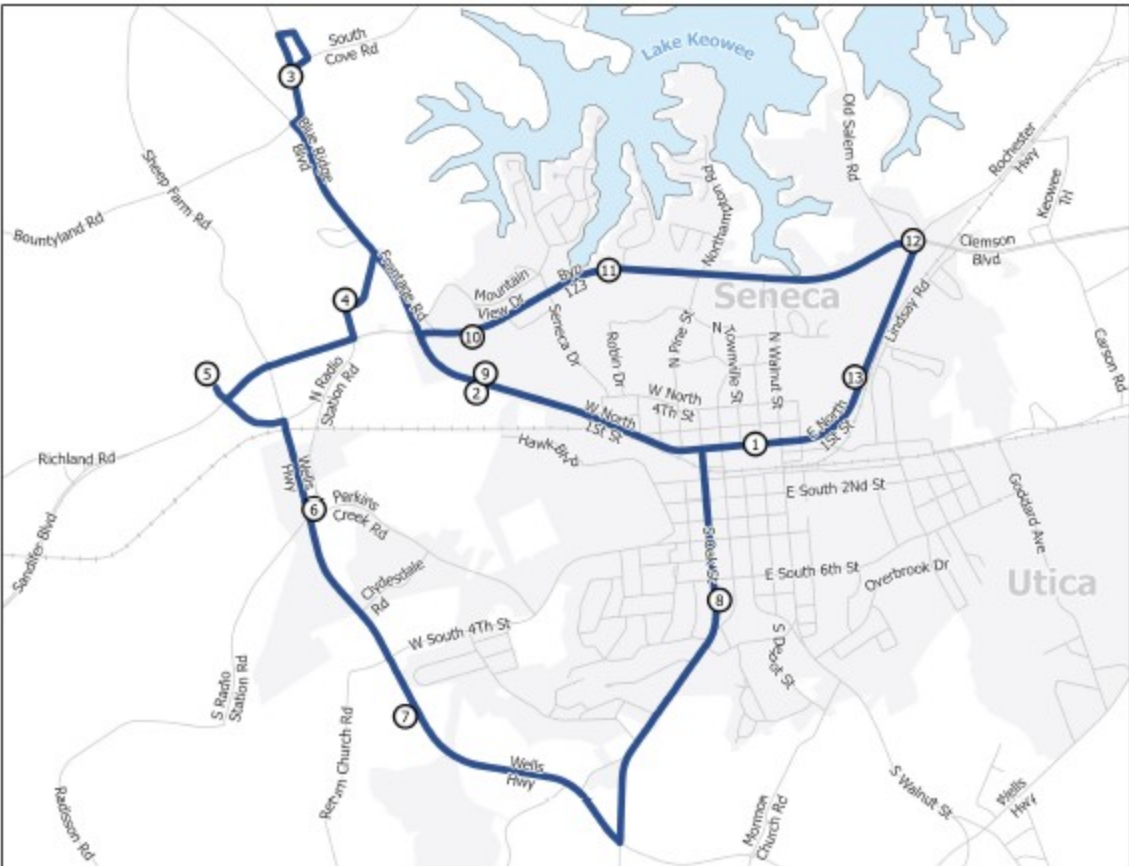 South
Cove Rd
Lake Keowee
3
Blue Ridge
Blvd
Old Salem Rd
Rochester
Hwy
Keowee
Trl
Sheep Farm Rd
Northampton Rd
Bountyland Rd
12
Clemson
Blvd
Frontage Rd
11
Mountain
View Dr
Byp
123
4
Seneca
Lindsay Rd
10
Seneca Dr
Robin Dr
N Pine St
N
Townville St
N Walnut St
Carson Rd
5
N Radio
Station Rd
9
2
13
W North
4Th St
W North
1St St
E North
1St St
1
Richland Rd
Wells
Hwy
E South 2Nd St
Goddard Ave
Sandifer Blvd
6
Perkins
Creek Rd
Clydesdale
Rd
E South 6th St
Overbrook Dr
Utica
8
W South 4Th St
S Depot St
S Radio
Station Rd
7
Return Church Rd
Wells
Hwy
Radisson Rd
Mormon
Church Rd
S Walnut St
Wells
Hwy